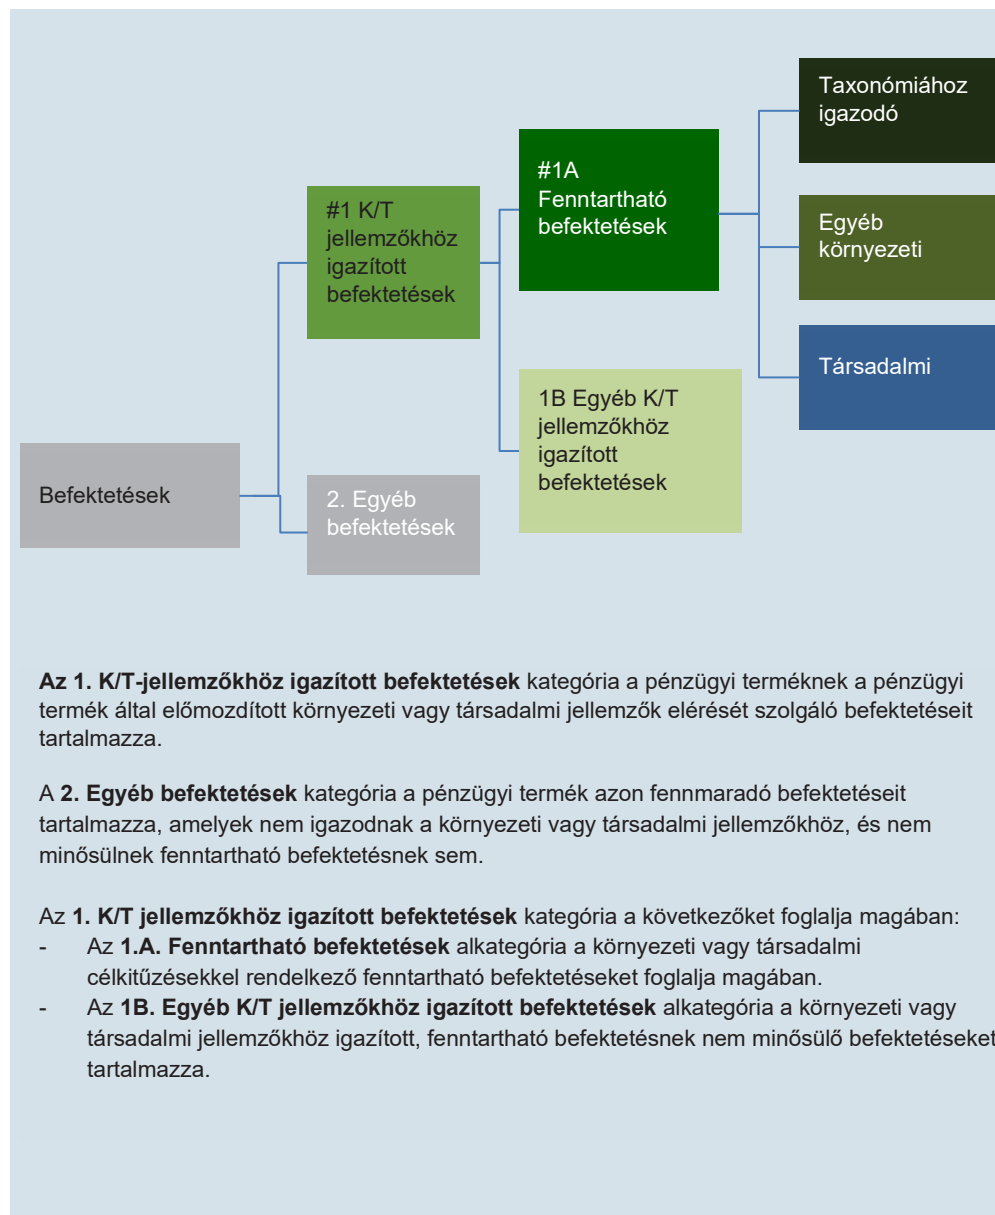 Taxonómiához
igazodó
#1A
Fenntartható
befektetések
#1 K/T
jellemzőkhöz
igazított
befektetések
Egyéb
környezeti
Társadalmi
1B Egyéb K/T
jellemzőkhöz
igazított
befektetések
Befektetések
2. Egyéb
befektetések
Az 1. K/T-jellemzőkhöz igazított befektetések kategória a pénzügyi terméknek a pénzügyi
termék által előmozdított környezeti vagy társadalmi jellemzők elérését szolgáló befektetéseit
tartalmazza.
A 2. Egyéb befektetések kategória a pénzügyi termék azon fennmaradó befektetéseit
tartalmazza, amelyek nem igazodnak a környezeti vagy társadalmi jellemzőkhöz, és nem
minősülnek fenntartható befektetésnek sem.
Az 1. K/T jellemzőkhöz igazított befektetések kategória a következőket foglalja magában:
- Az 1.A. Fenntartható befektetések alkategória a környezeti vagy társadalmi
célkitűzésekkel rendelkező fenntartható befektetéseket foglalja magában.
- Az 1B. Egyéb K/T jellemzőkhöz igazított befektetések alkategória a környezeti vagy
társadalmi jellemzőkhöz igazított, fenntartható befektetésnek nem minősülő befektetéseket
tartalmazza.